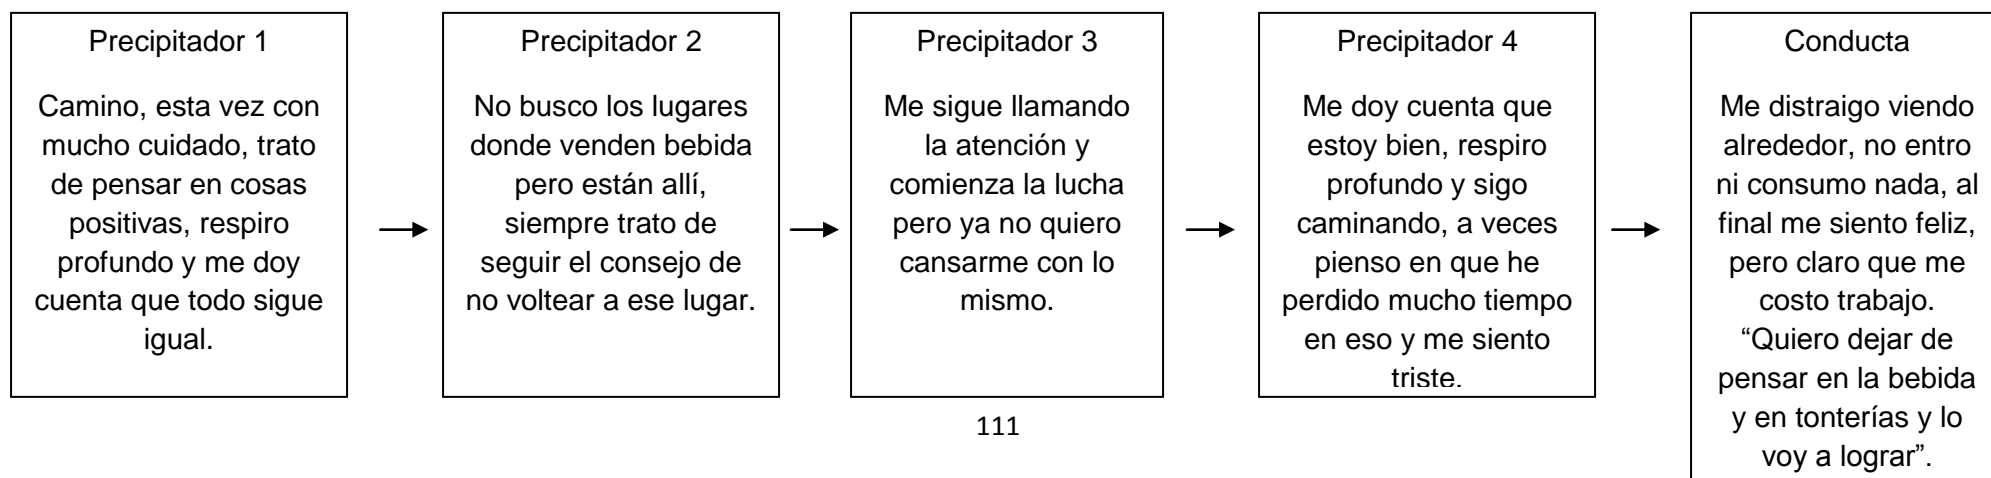 Precipitador 1
Camino, esta vez con
mucho cuidado, trato
de pensar en cosas
positivas, respiro
profundo y me doy
cuenta que todo sigue
igual.
Precipitador 2
No busco los lugares
donde venden bebida
pero están allí,
siempre trato de
seguir el consejo de
no voltear a ese lugar.
Precipitador 3
Me sigue llamando
la atención y
comienza la lucha
pero ya no quiero
cansarme con lo
mismo.
Precipitador 4
Me doy cuenta que
estoy bien, respiro
profundo y sigo
caminando, a veces
pienso en que he
perdido mucho tiempo
en eso y me siento
triste.
Conducta
Me distraigo viendo
alrededor, no entro
ni consumo nada, al
final me siento feliz,
pero claro que me
costo trabajo.
“Quiero dejar de
pensar en la bebida
y en tonterías y lo
voy a lograr”.
111